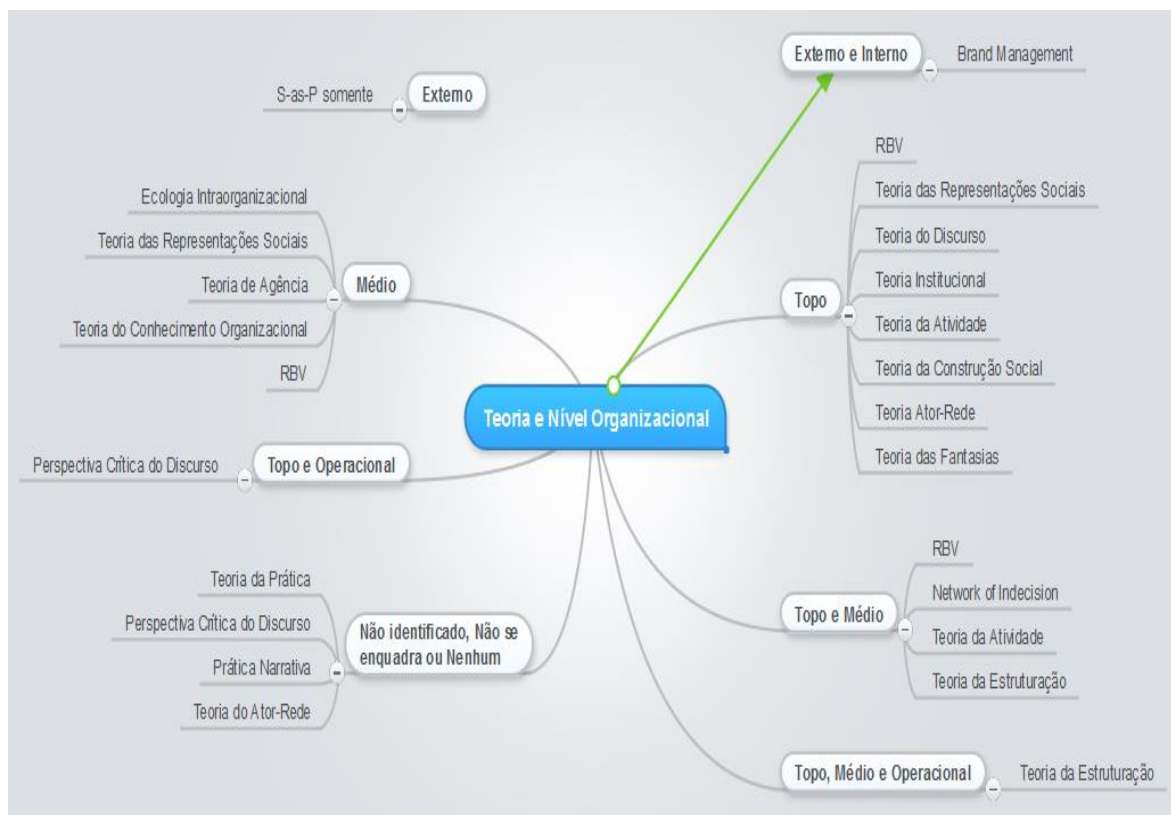 Teoria e Nível Organizacional
Externo e Interno
Brand Management
Topo
RBV
Teoria das Representações Sociais
Teoria do Discurso
Teoria Institucional
Teoria da Atividade
Teoria da Construção Social
Teoria Ator-Rede
Teoria das Fantasias
Topo e Médio
RBV
Network of Indecision
Teoria da Atividade
Teoria da Estruturação
Topo, Médio e Operacional
Teoria da Estruturação
Externo
S-as-P somente
Médio
Ecologia Intraorganizacional
Teoria das Representações Sociais
Teoria de Agência
Teoria do Conhecimento Organizacional
RBV
Topo e Operacional
Perspectiva Crítica do Discurso
Não identificado, Não se
enquadra ou Nenhum
Teoria da Prática
Perspectiva Crítica do Discurso
Prática Narrativa
Teoria do Ator-Rede